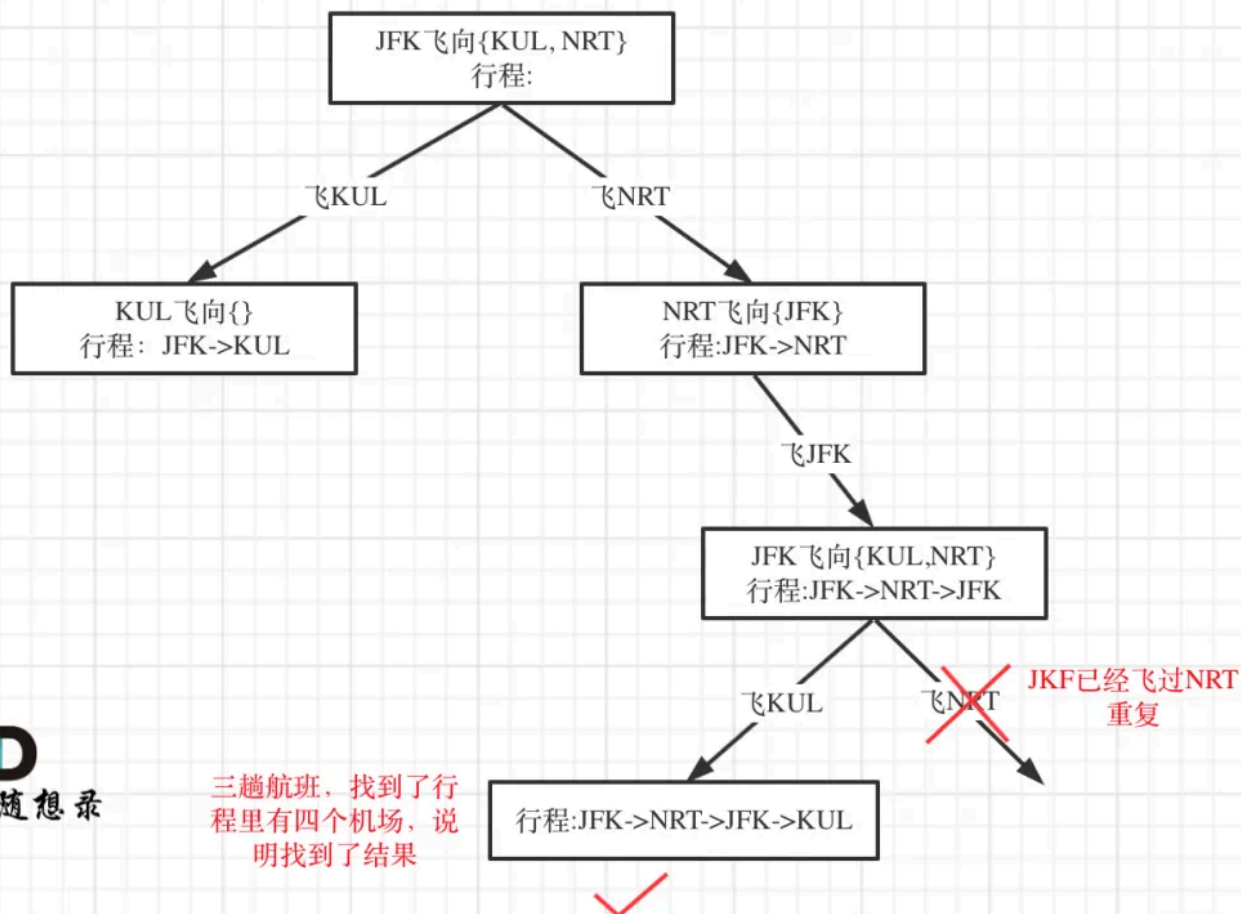 JFK飞向{KUL, NRT}
行程:
飞KUL
飞NRT
KUL飞向{}
行程：JFK->KUL
NRT飞向{JFK}
行程:JFK->NRT
飞JFK
JFK飞向{KUL,NRT}
行程:JFK->NRT->JFK
飞KUL
飞NRT
JKF已经飞过NRT
重复
三趟航班，找到了行
程里有四个机场，说
明找到了结果
行程:JFK->NRT->JFK->KUL
D
随想录